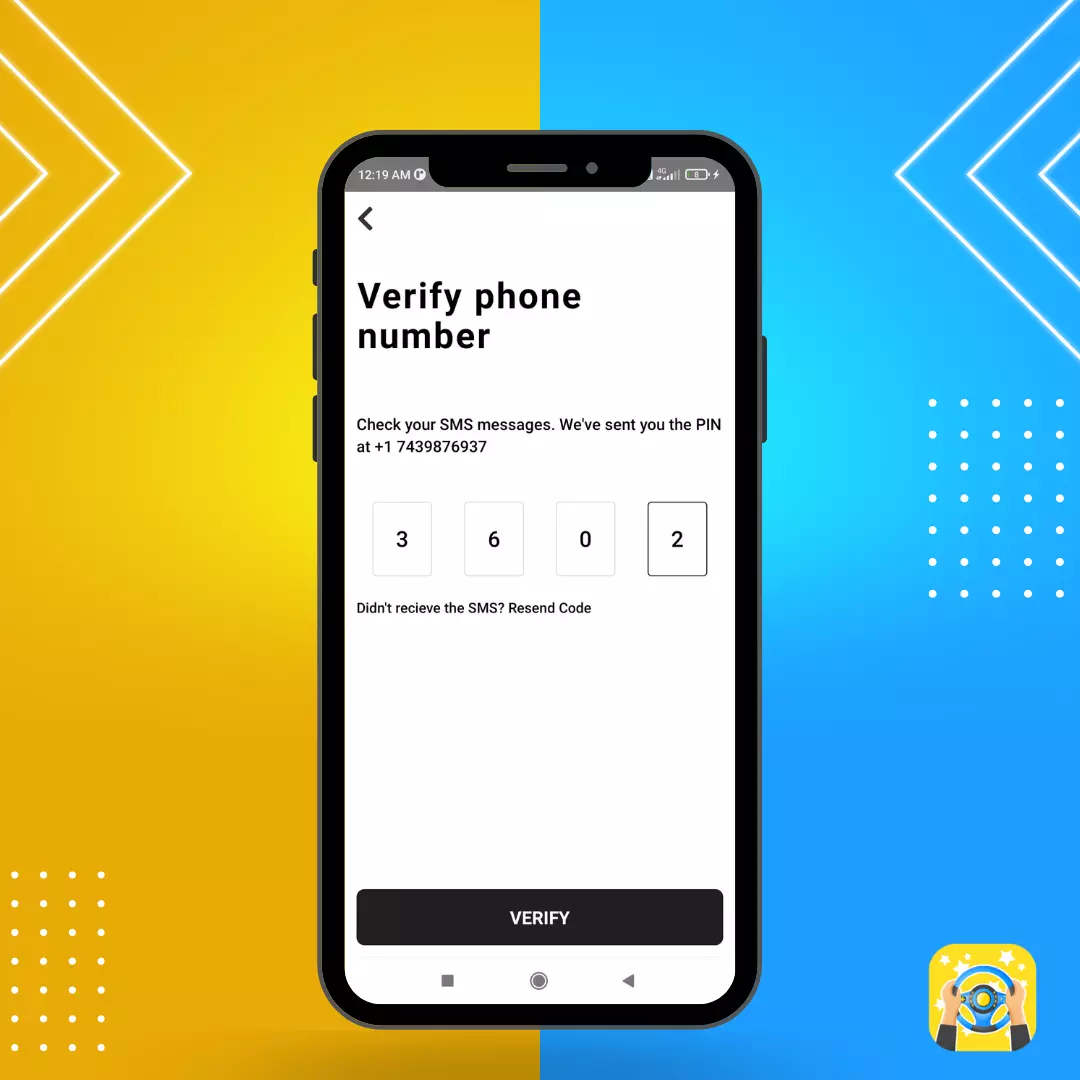 12:19 AM
4G
8
Verify phone
number
Check your SMS messages. We've sent you the PIN
at +1 7439876937
3 6 0 2
Didn't recieve the SMS? Resend Code
VERIFY